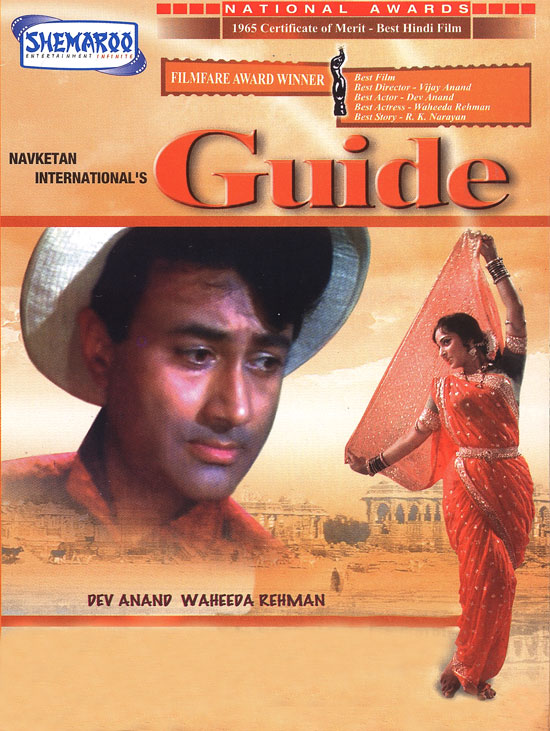 NATIONAL AWARDS
1965 Certificate of Merit - Best Hindi Film
SHEMAROO
ENTERTAINMENT INFINITE
FILMFARE AWARD WINNER
Best Film
Best Director - Vijay Anand
Best Actor - Dev Anand
Best Actress - Waheeda Rehman
Best Story - R. K. Narayan
NAVKETAN
INTERNATIONAL'S
Guide
DEV ANAND WAHEEDA REHMAN